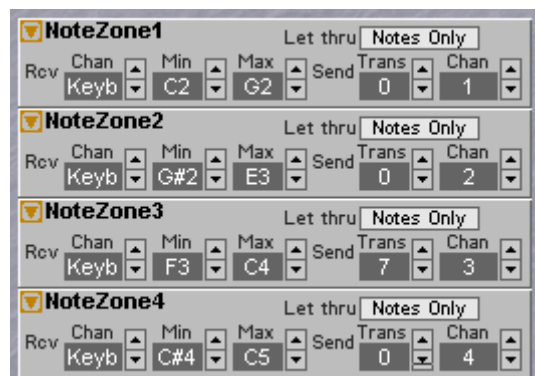 NoteZone1
Let thru Notes Only
Chan Min Max Trans Chan
Rcv Keyb C2 G2 Send 0 1
NoteZone2
Let thru Notes Only
Chan Min Max Trans Chan
Rcv Keyb G#2 E3 Send 0 2
NoteZone3
Let thru Notes Only
Chan Min Max Trans Chan
Rcv Keyb F3 C4 Send 7 3
NoteZone4
Let thru Notes Only
Chan Min Max Trans Chan
Rcv Keyb C#4 C5 Send 0 4